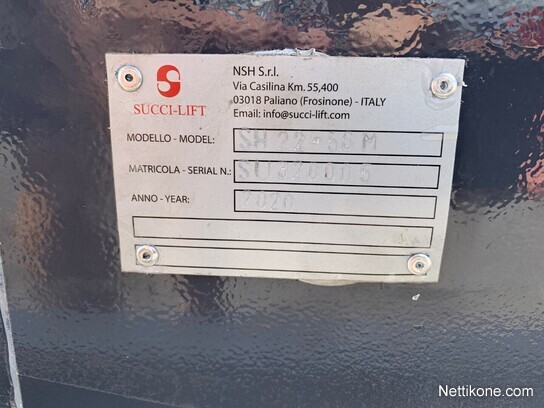 NSH S.r.l.
Via Casilina Km. 55,400
03018 Paliano (Frosinone) - ITALY
Email: info@succi-lift.com
S
SUCCI-LIFT
MODELLO - MODEL:
MATRICOLA - SERIAL N.:
ANNO - YEAR: 2020
Nettikone.com